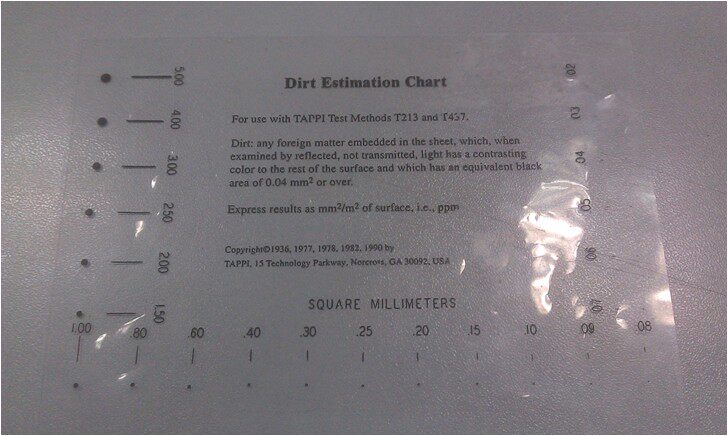 Dirt Estimation Chart
For use with TAPPI Test Methods T213 and T437.
Dirt: any foreign matter embedded in the sheet, which, when
examined by reflected, not transmitted, light has a contrasting
color to the rest of the surface and which has an equivalent black
area of 0.04 mm² or over.
Express results as mm²/m² of surface, i.e., ppm
Copyright©1936, 1977, 1978, 1982, 1990 by
TAPPI, 15 Technology Parkway, Norcross, GA 30092, USA
SQUARE MILLIMETERS
5.00
4.00
3.00
2.50
2.00
1.50
1.00 .80 .60 .40 .30 .25 .20 .15 .10 .09 .08
.02
.03
.04
.05
.06
.07